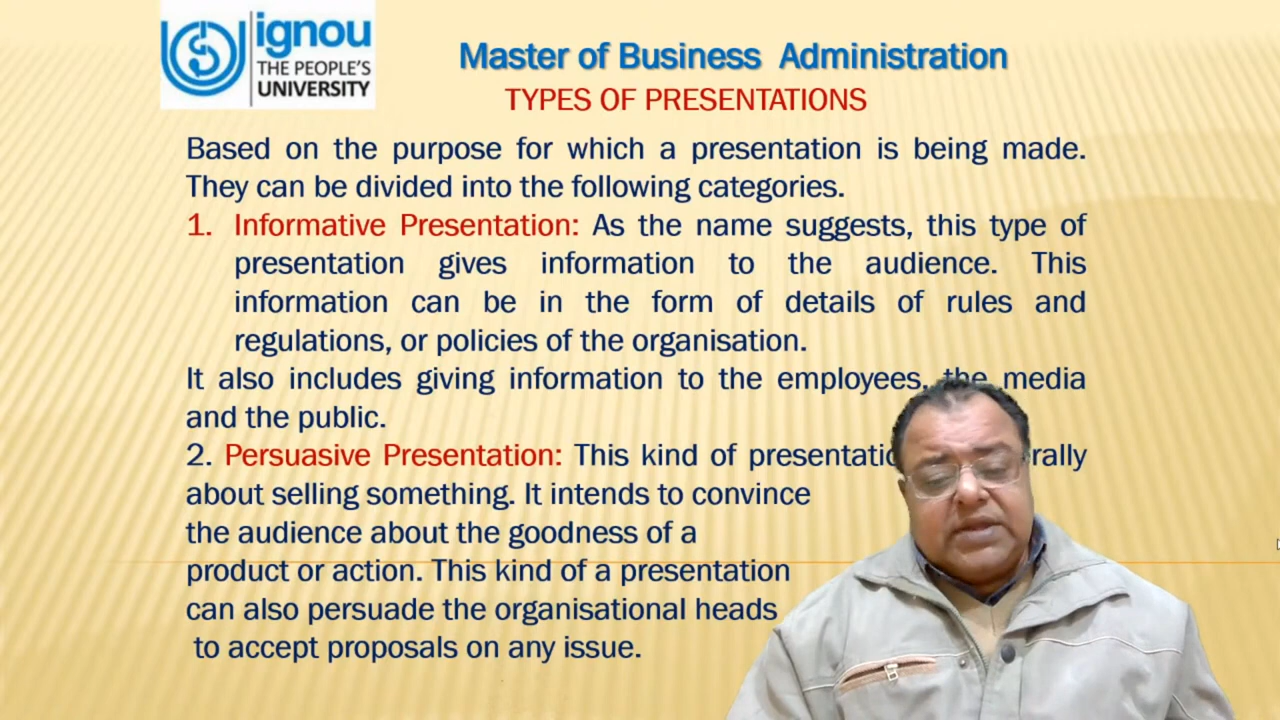 ignou
THE PEOPLE'S
UNIVERSITY
Master of Business Administration
TYPES OF PRESENTATIONS
Based on the purpose for which a presentation is being made.
They can be divided into the following categories.
1. Informative Presentation: As the name suggests, this type of
presentation gives information to the audience. This
information can be in the form of details of rules and
regulations, or policies of the organisation.
It also includes giving information to the employees, the media
and the public.
2. Persuasive Presentation: This kind of
about selling something. It intends to convince
the audience about the goodness of a
product or action. This kind of a presentation
can also persuade the organisational heads
to accept proposals on any issue.